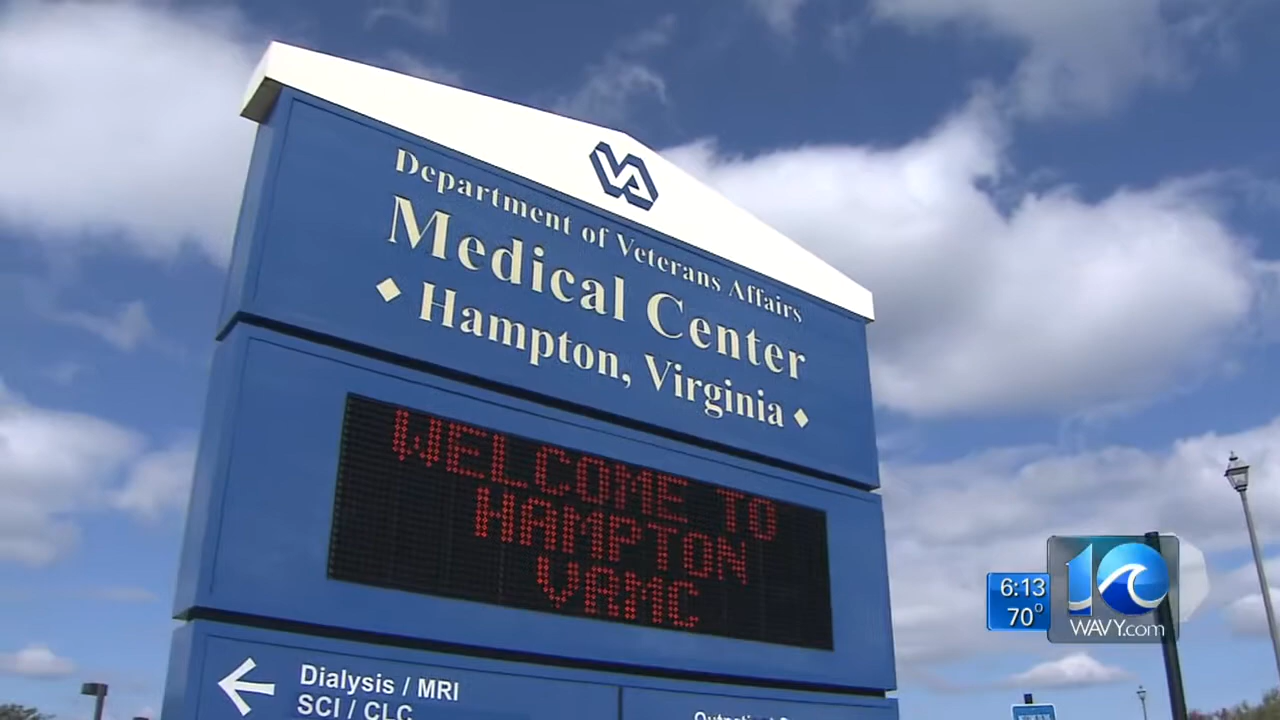 VA
Department of Veterans Affairs
Medical Center
Hampton, Virginia
WELCOME TO
HAMPTON
VAMC
Dialysis / MRI
SCI / CLC
6:13
70°
10
WAVY.com